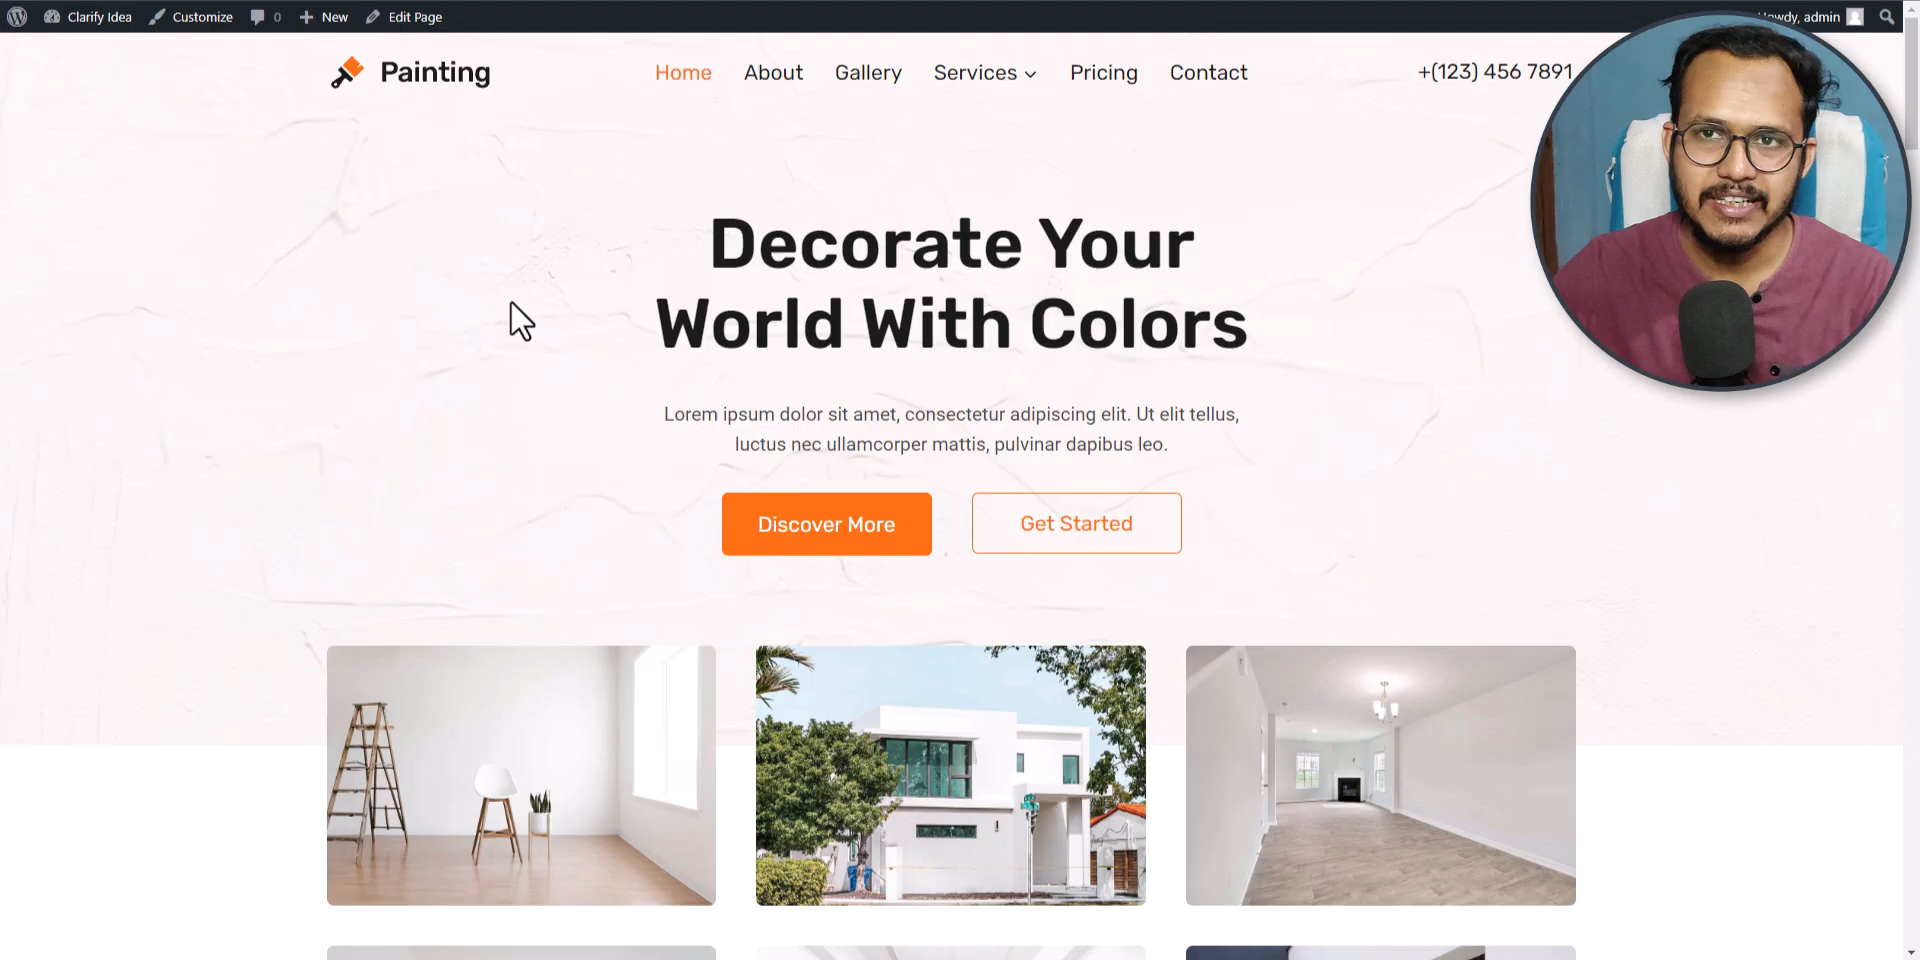 Clarify Idea
Customize
0
New
Edit Page
admin
Painting
Home
About
Gallery
Services
Pricing
Contact
+(123) 456 7891
Decorate Your
World With Colors
Lorem ipsum dolor sit amet, consectetur adipiscing elit. Ut elit tellus,
luctus nec ullamcorper mattis, pulvinar dapibus leo.
Discover More
Get Started